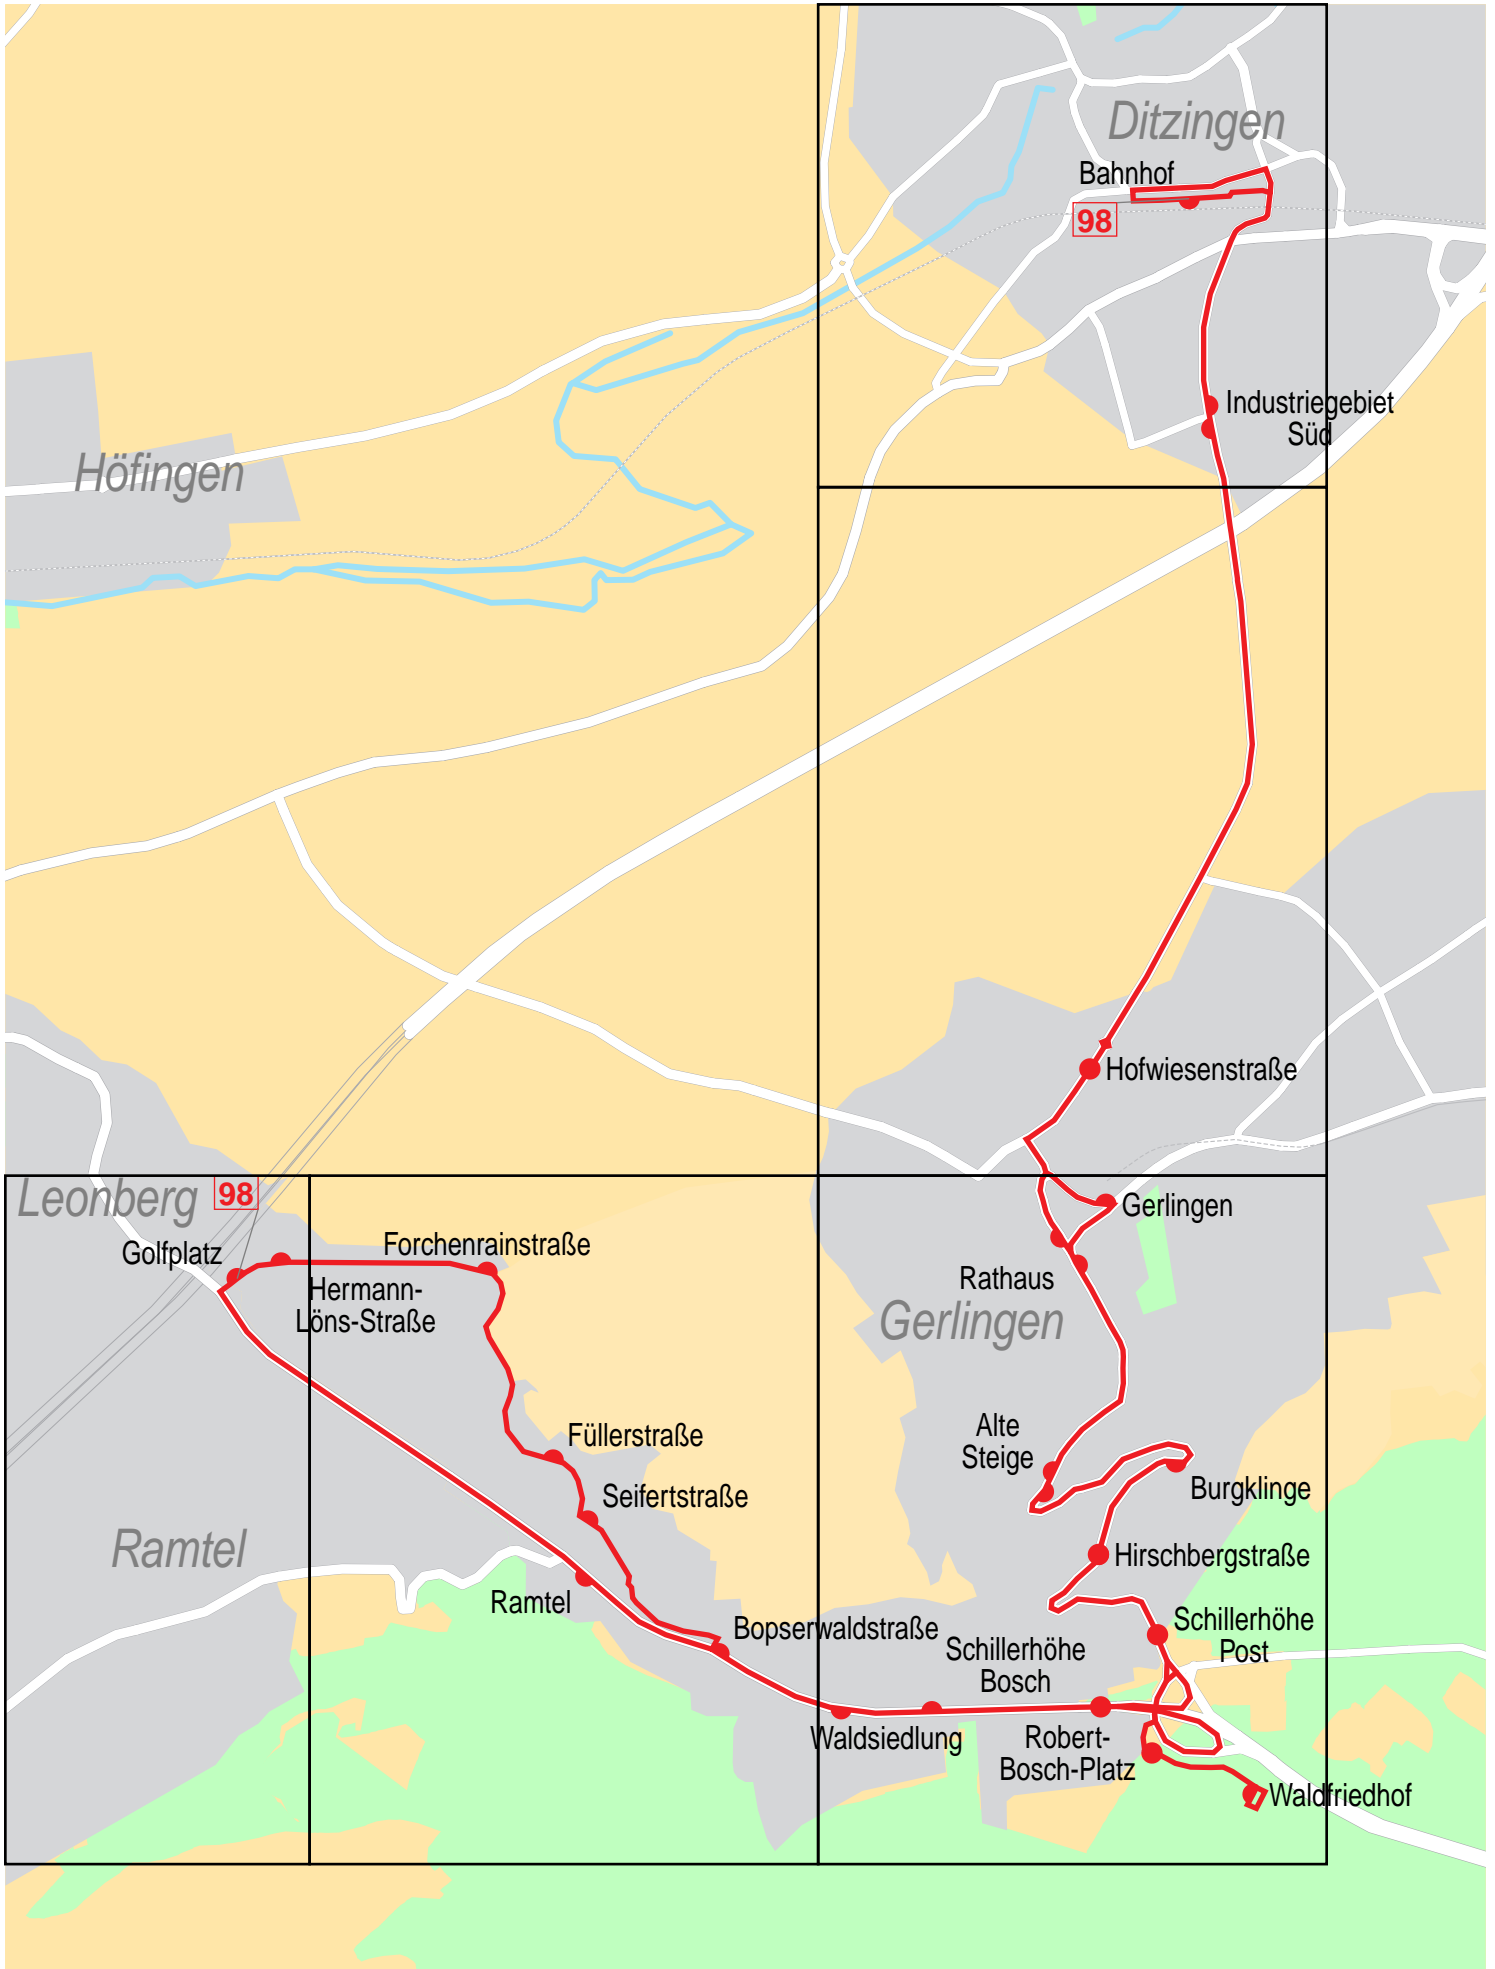 Ditzingen
Bahnhof
98
Industriegebiet
Süd
Höfingen
Hofwiesenstraße
Leonberg
98
Gerlingen
Golfplatz
Forchenrainstraße
Hermann-
Löns-Straße
Rathaus
Gerlingen
Alte
Steige
Füllerstraße
Burgklinge
Seifertstraße
Ramtel
Hirschbergstraße
Ramtel
Bopserwaldstraße
Schillerhöhe
Post
Schillerhöhe
Bosch
Waldsiedlung
Robert-
Bosch-Platz
Waldfriedhof